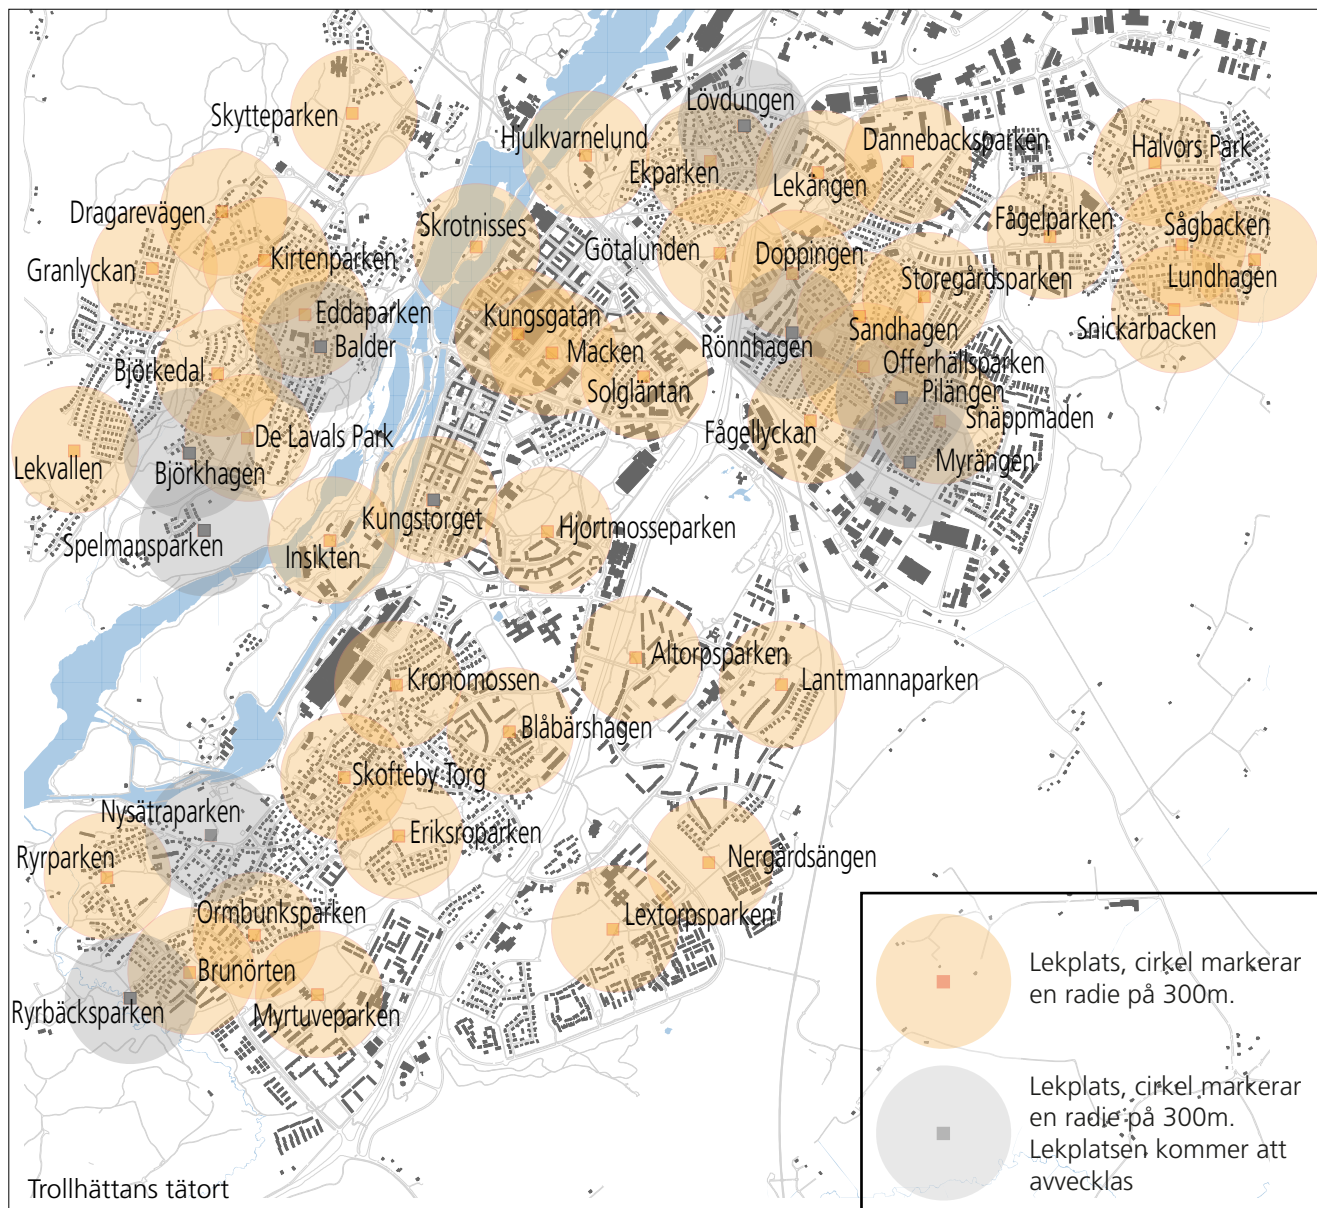 Lövdungen
Skytteparken
Hjulkvarnelund
Dannebacksparken
Halvors Park
Ekparken
Lekängen
Dragarevägen
Skrotnisses
Fågelparken
Sågbacken
Götalunden
Doppingen
Kirtenparken
Granlyckan
Storegårdsparken
Lundhagen
Eddaparken
Kungsgatan
Sandhagen
Snickarbacken
Balder
Macken
Rönnhagen
Offerhällsparken
Björkedal
Solgläntan
Pilängen
Snäppmaden
De Lavals Park
Fågellyckan
Lekvallen
Björkhagen
Myrängen
Kungstorget
Hjortmosseparken
Spelmansparken
Insikten
Altorpsparken
Kronomossen
Lantmannaparken
Blåbärshagen
Skofteby Torg
Nysätraparken
Eriksroparken
Ryrparken
Nergårdsängen
Ormbunksparken
Lextorpsparken
Brunörten
Ryrbäcksparken
Myrtuveparken
Lekplats, cirkel markerar
en radie på 300m.
Lekplats, cirkel markerar
en radie på 300m.
Lekplatsen kommer att
avvecklas
Trollhättans tätort